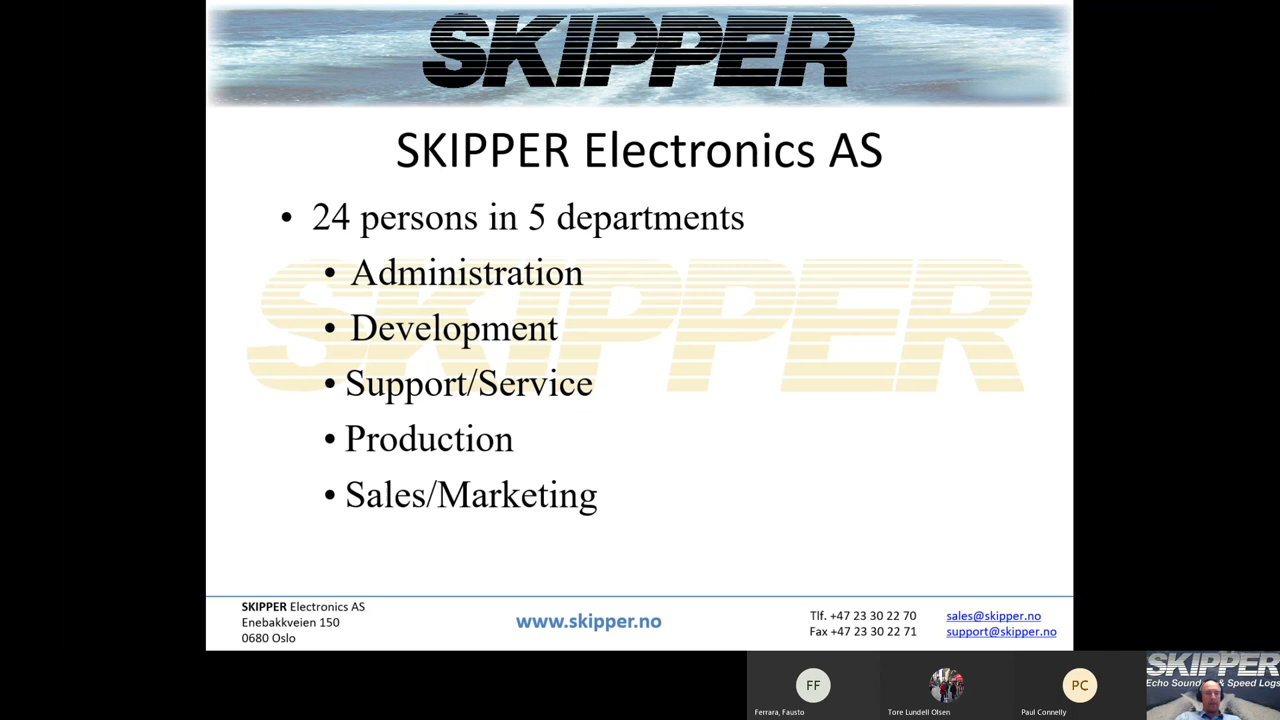 SKIPPER
SKIPPER Electronics AS
• 24 persons in 5 departments
• Administration
• Development
• Support/Service
• Production
• Sales/Marketing
SKIPPER
SKIPPER Electronics AS
Enebakkveien 150
0680 Oslo
www.skipper.no
Tlf. +47 23 30 22 70
Fax +47 23 30 22 71
sales@skipper.no
support@skipper.no
FF
Ferrara, Fausto
Tore Lundell Olsen
PC
Paul Connelly
SKIPPER
Echo Sound & Speed Logs